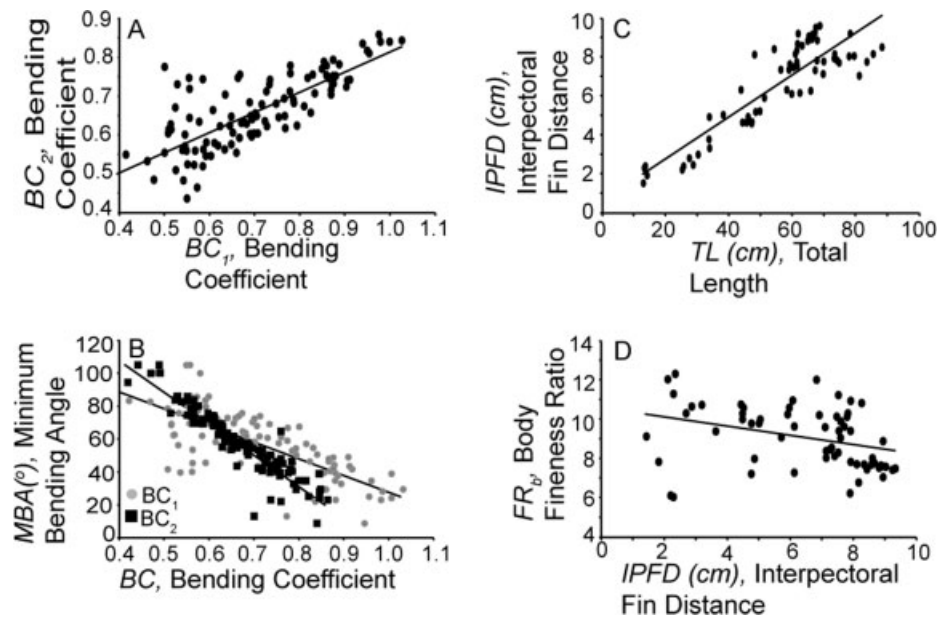 A
BC2, Bending
Coefficient
0.9
0.8
0.7
0.6
0.5
0.4
0.4 0.5 0.6 0.7 0.8 0.9 1.0 1.1
BC1, Bending
Coefficient
C
IPFD (cm),
Interpectoral
Fin Distance
10
8
6
4
2
0
0 20 40 60 80 100
TL (cm), Total
Length
B
MBA(°), Minimum
Bending Angle
120
100
80
60
40
20
0
BC1
BC2
0.4 0.5 0.6 0.7 0.8 0.9 1.0 1.1
BC, Bending Coefficient
D
FRb, Body
Fineness Ratio
14
12
10
8
6
4
2
0
0 2 4 6 8 10
IPFD (cm), Interpectoral
Fin Distance